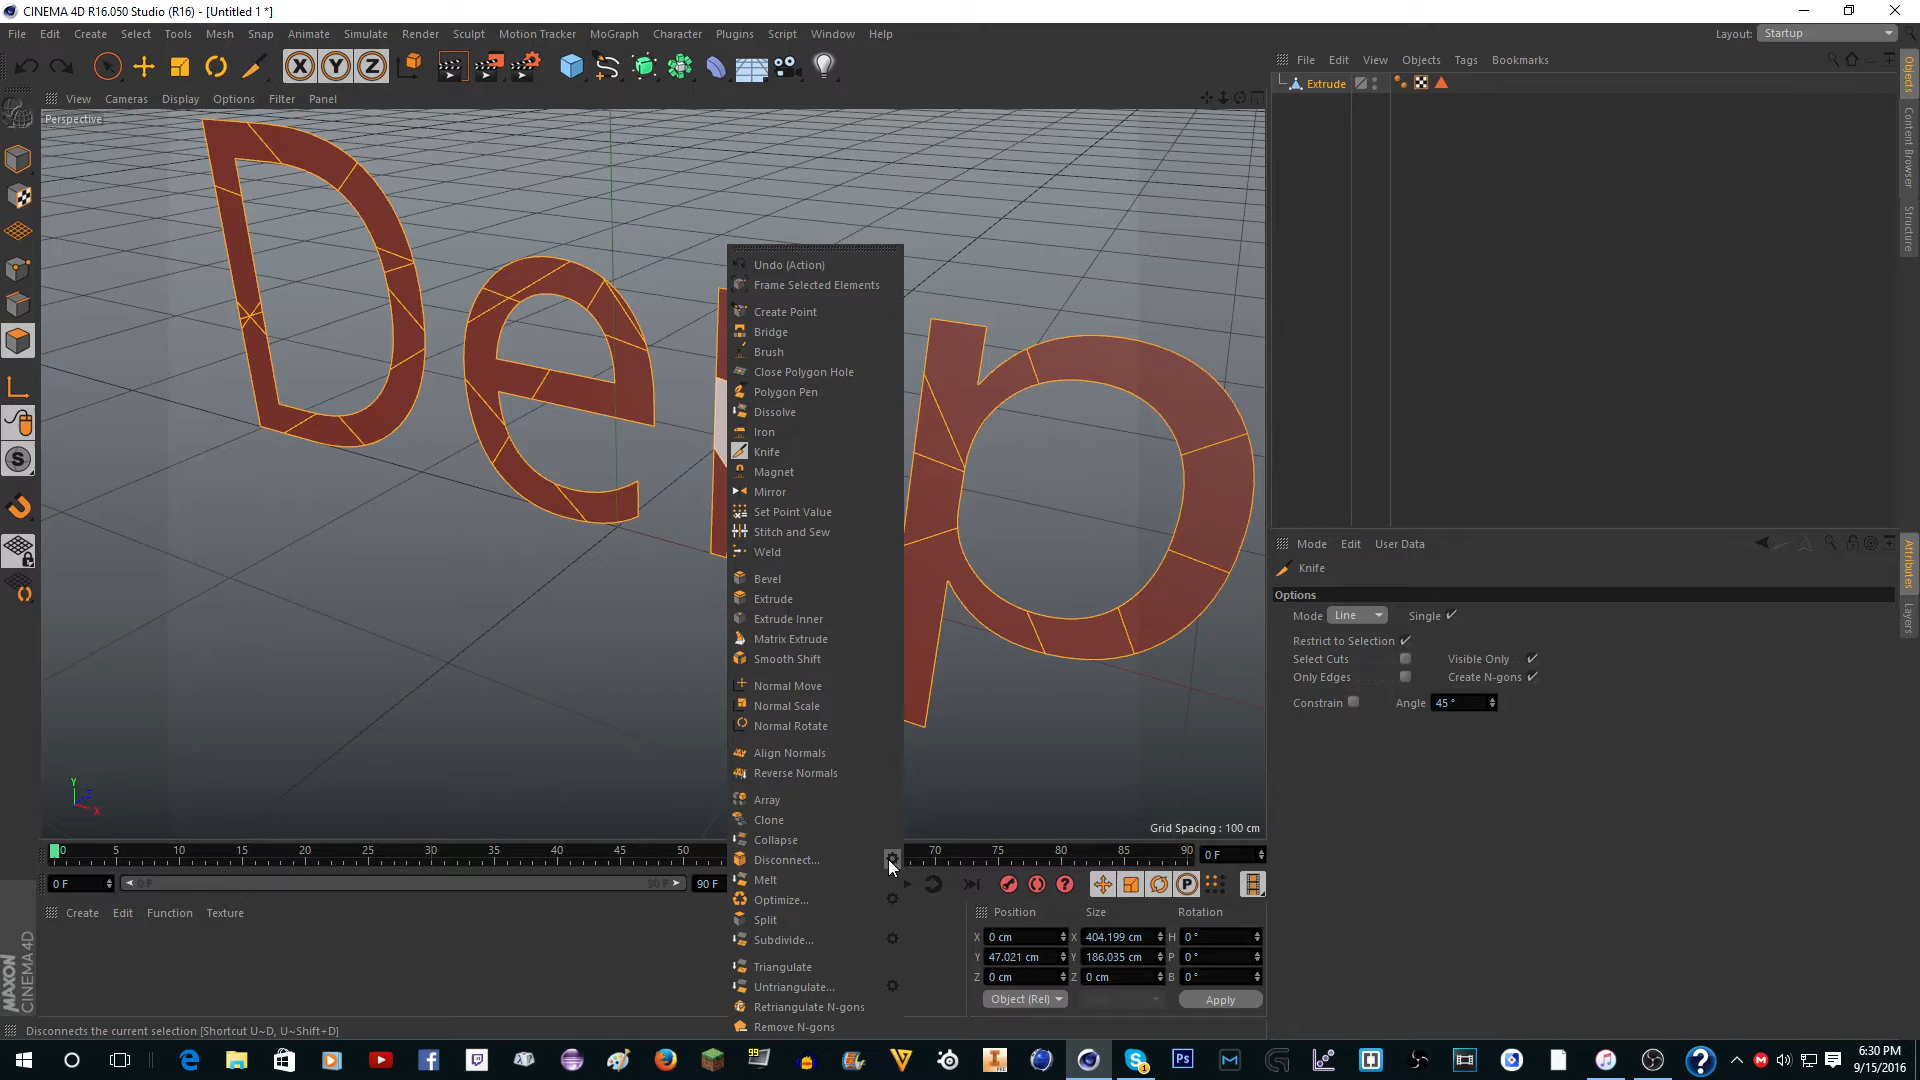 CINEMA 4D R16.050 Studio (R16) - [Untitled 1 *]
File Edit Create Select Tools Mesh Snap Animate Simulate Render Sculpt Motion Tracker MoGraph Character Plugins Script Window Help
Layout: Startup
X Y Z
File Edit View Objects Tags Bookmarks
Extrude
View Cameras Display Options Filter Panel
Perspective
Objects
Content Browser
Structure
Dep
Undo (Action)
Frame Selected Elements
Create Point
Bridge
Brush
Close Polygon Hole
Polygon Pen
Dissolve
Iron
Knife
Magnet
Mirror
Set Point Value
Stitch and Sew
Weld
Bevel
Extrude
Extrude Inner
Matrix Extrude
Smooth Shift
Normal Move
Normal Scale
Normal Rotate
Align Normals
Reverse Normals
Array
Clone
Collapse
Disconnect...
Melt
Optimize...
Split
Subdivide...
Triangulate
Untriangulate...
Retriangulate N-gons
Remove N-gons
Mode Edit User Data
Attributes
Layers
Knife
Options
Mode Line Single
Restrict to Selection
Select Cuts Visible Only
Only Edges Create N-gons
Constrain Angle 45 °
Y
Z
X
Grid Spacing : 100 cm
0 5 10 15 20 25 30 35 40 45 50 70 75 80 85 90 0 F
0 F 0 F 90 F 90 F
Create Edit Function Texture
Position Size Rotation
X 0 cm X 404.199 cm H 0 °
Y 47.021 cm Y 186.035 cm P 0 °
Z 0 cm Z 0 cm B 0 °
Object (Rel) Apply
MAXON
CINEMA 4D
Disconnects the current selection [Shortcut U~D, U~Shift+D]
99
6:30 PM
9/15/2016